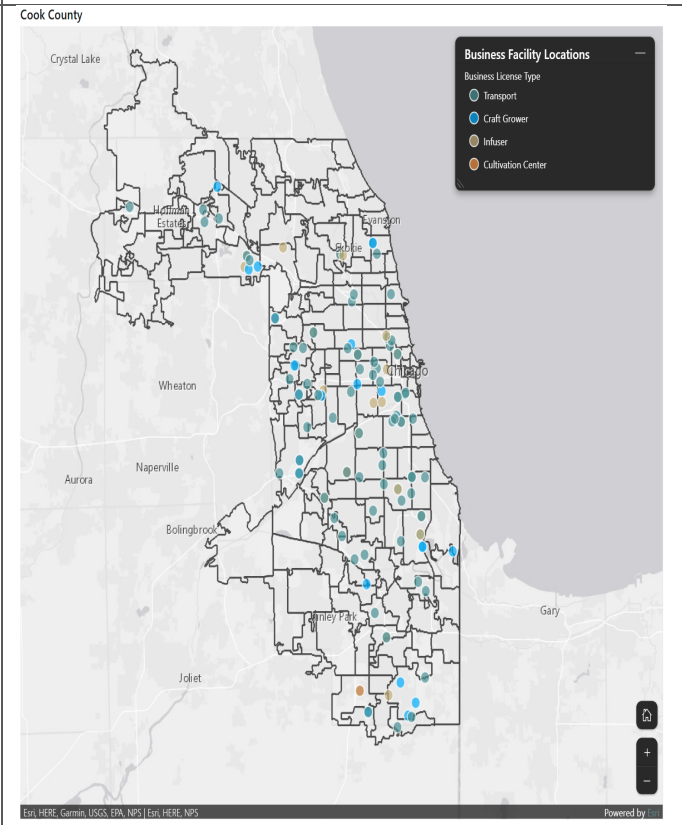 Cook County
Crystal Lake
Business Facility Locations
Business License Type
Transport
Craft Grower
Infuser
Cultivation Center
Hoffman
Estates
Evanston
Skokie
Chicago
Wheaton
Naperville
Aurora
Bolingbrook
Gary
Tinley Park
Joliet
+
−
Esri, HERE, Garmin, USGS, EPA, NPS | Esri, HERE, NPS
Powered by Esri